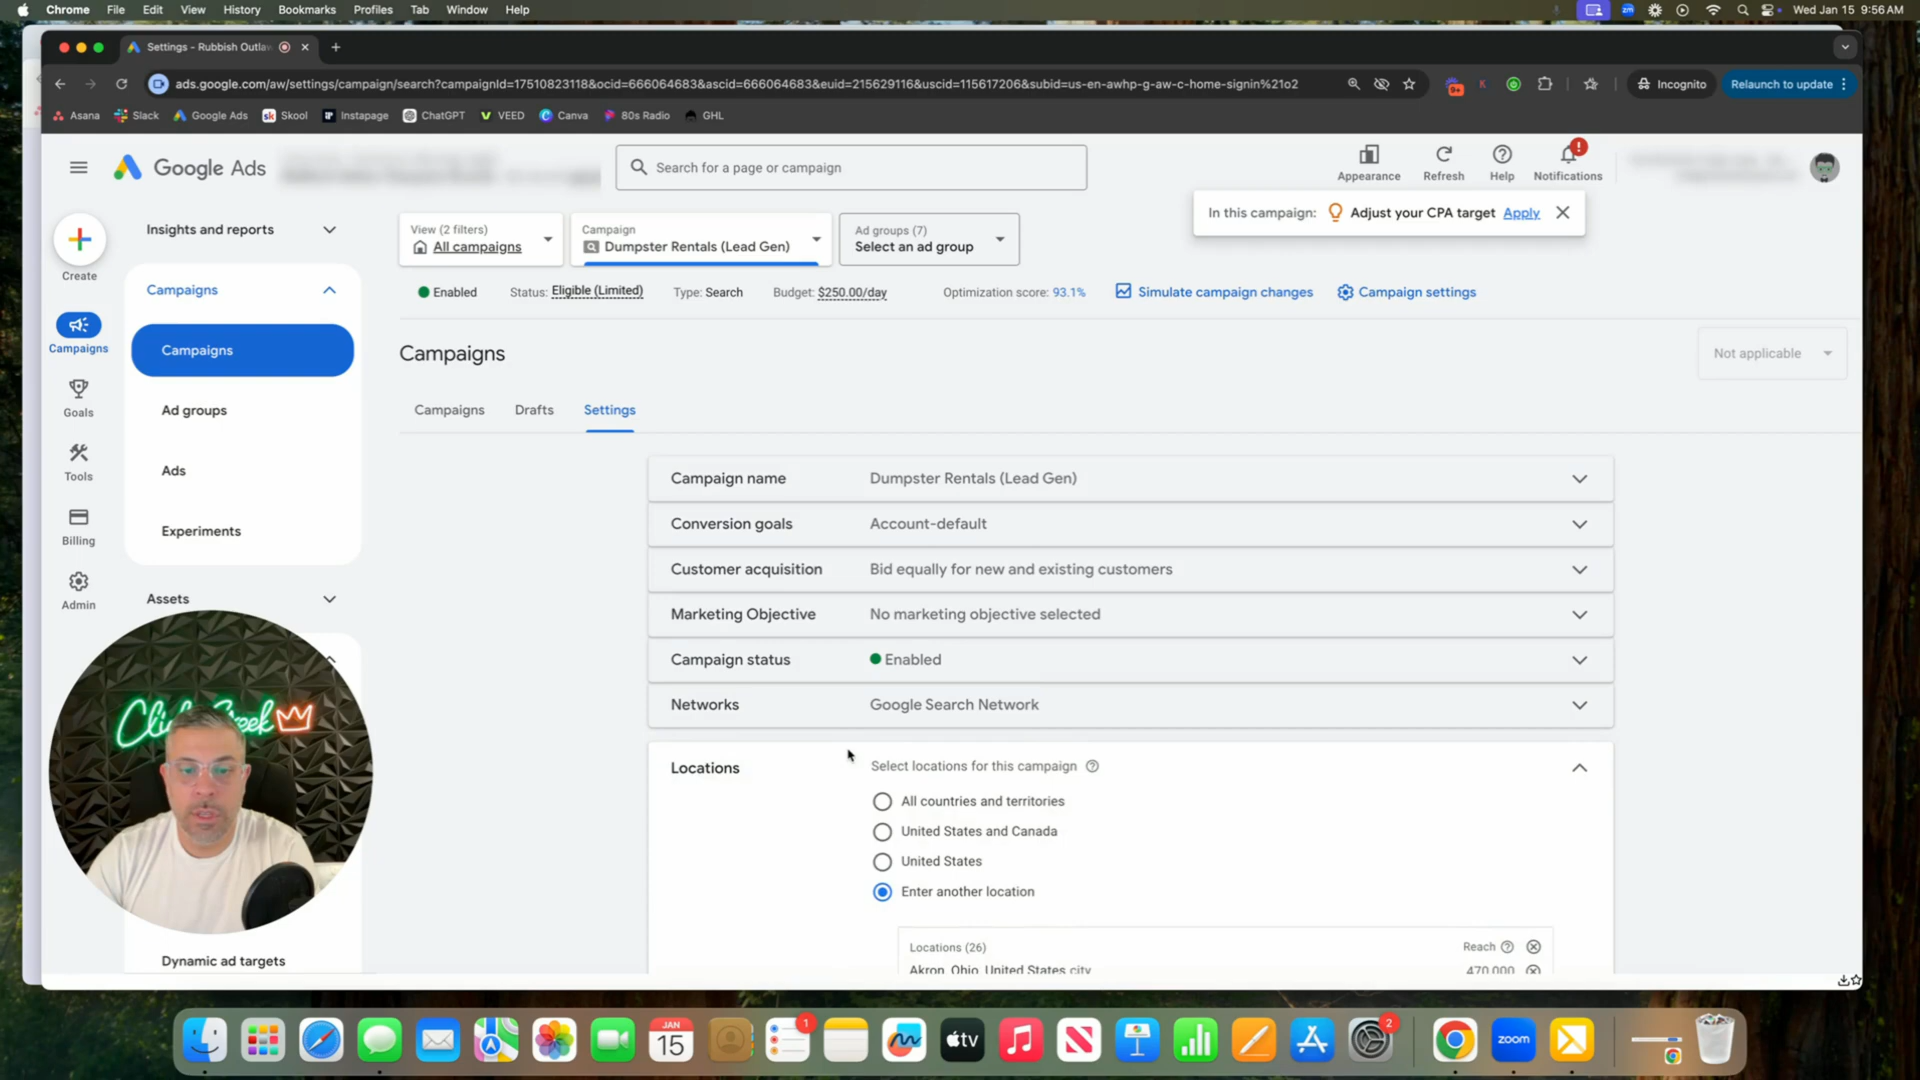 Chrome File Edit View History Bookmarks Profiles Tab Window Help
zm
Wed Jan 15 9:56 AM
Settings - Rubbish Outla
ads.google.com/aw/settings/campaign/search?campaignId=17510823118&ocid=666064683&ascid=666064683&euid=215629116&uscid=115617206&subid=us-en-awhp-g-aw-c-home-signin%21o2
Incognito
Relaunch to update
Asana Slack Google Ads Skool Instapage ChatGPT VEED Canva 80s Radio GHL
Google Ads
Search for a page or campaign
Appearance
Refresh
Help
Notifications
In this campaign: Adjust your CPA target Apply
Create
Campaigns
Goals
Tools
Billing
Admin
Insights and reports
Campaigns
Campaigns
Ad groups
Ads
Experiments
Assets
Dynamic ad targets
View (2 filters)
All campaigns
Campaign
Dumpster Rentals (Lead Gen)
Ad groups (7)
Select an ad group
Enabled
Status: Eligible (Limited)
Type: Search
Budget: $250.00/day
Optimization score: 93.1%
Simulate campaign changes
Campaign settings
Campaigns
Not applicable
Campaigns Drafts Settings
Campaign name Dumpster Rentals (Lead Gen)
Conversion goals Account-default
Customer acquisition Bid equally for new and existing customers
Marketing Objective No marketing objective selected
Campaign status Enabled
Networks Google Search Network
Locations Select locations for this campaign
All countries and territories
United States and Canada
United States
Enter another location
Locations (26) Reach
Akron, Ohio, United States city 470,000
JAN
15
1
tv
2
zoom